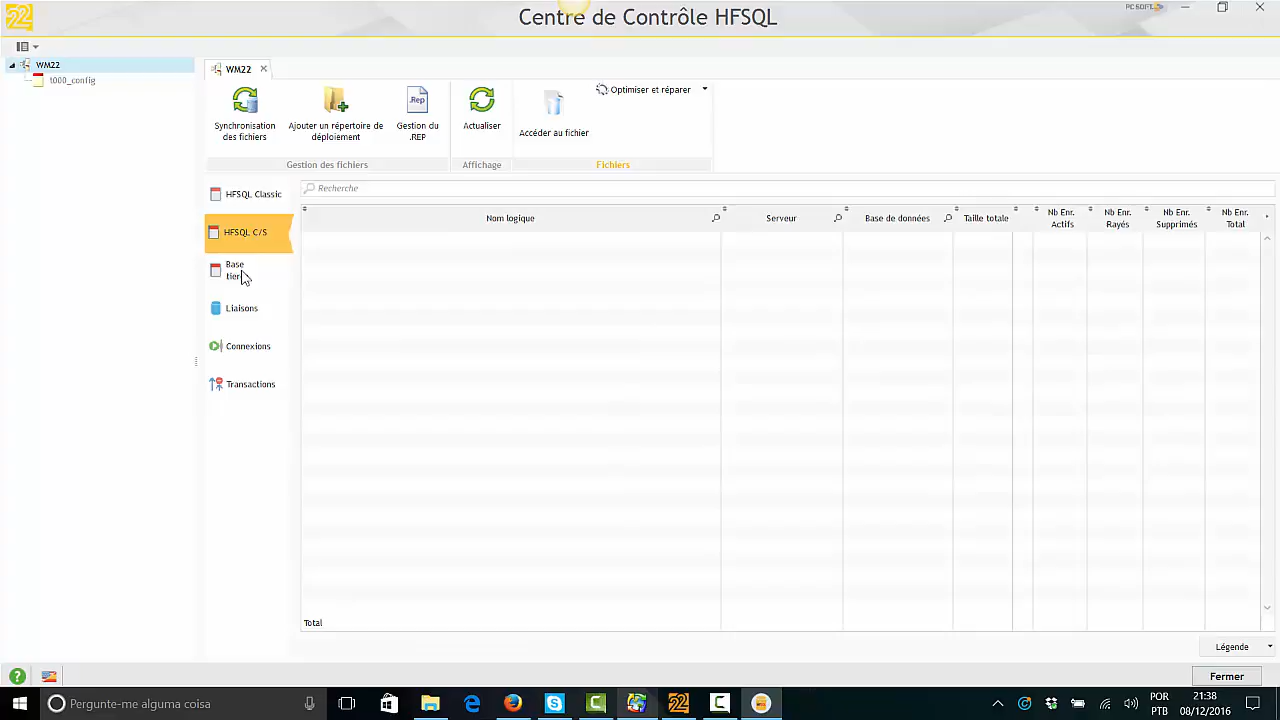 Centre de Contrôle HFSQL
PC SOFT
WM22
t000_config
WM22
Synchronisation des fichiers
Ajouter un répertoire de déploiement
.Rep
Gestion du .REP
Actualiser
Accéder au fichier
Optimiser et réparer
Gestion des fichiers
Affichage
Fichiers
HFSQL Classic
HFSQL C/S
Base
Liaisons
Connexions
Transactions
Recherche
Nom logique
Serveur
Base de données
Taille totale
Nb Enr. Actifs
Nb Enr. Rayés
Nb Enr. Supprimés
Nb Enr. Total
Total
Légende
Fermer
Pergunte-me alguma coisa
POR
PTB
21:38
08/12/2016